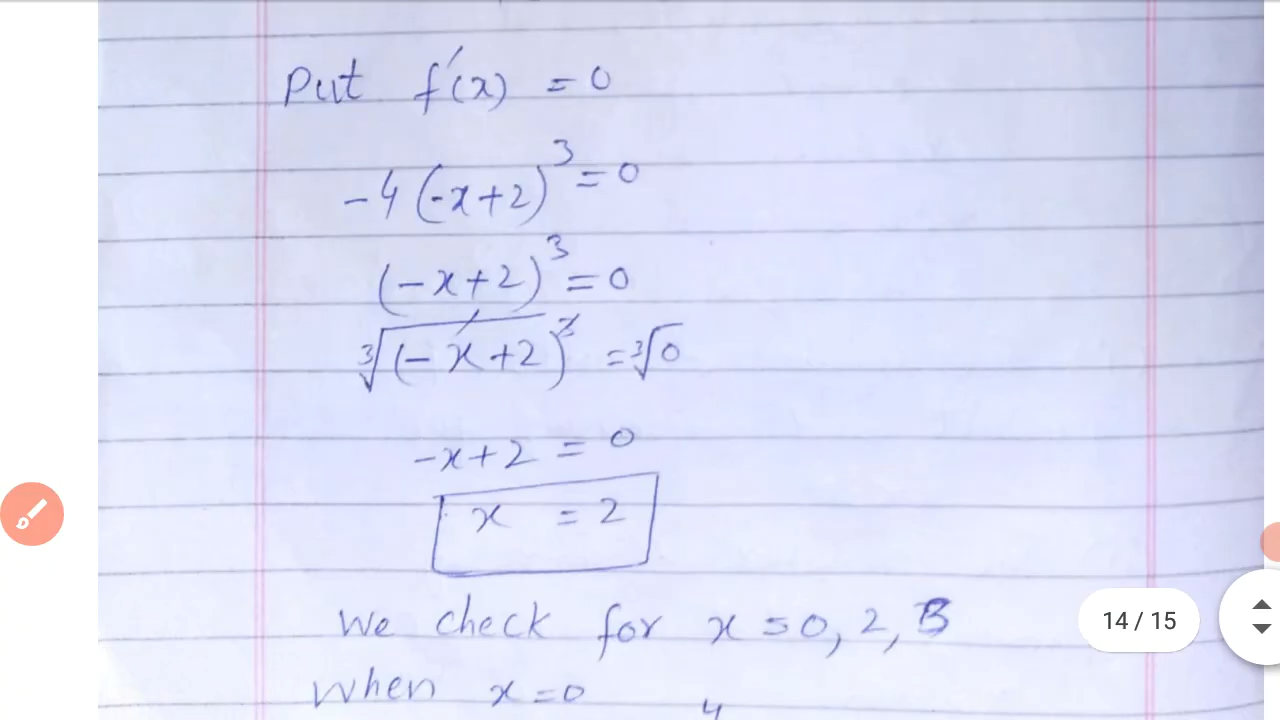 Put f'(x) = 0
-4(-x+2)³ = 0
(-x+2)³ = 0
∛(-x+2)³ = ∛0
-x+2 = 0
x = 2
We check for x = 0, 2, 3
14 / 15
When x = 0
4